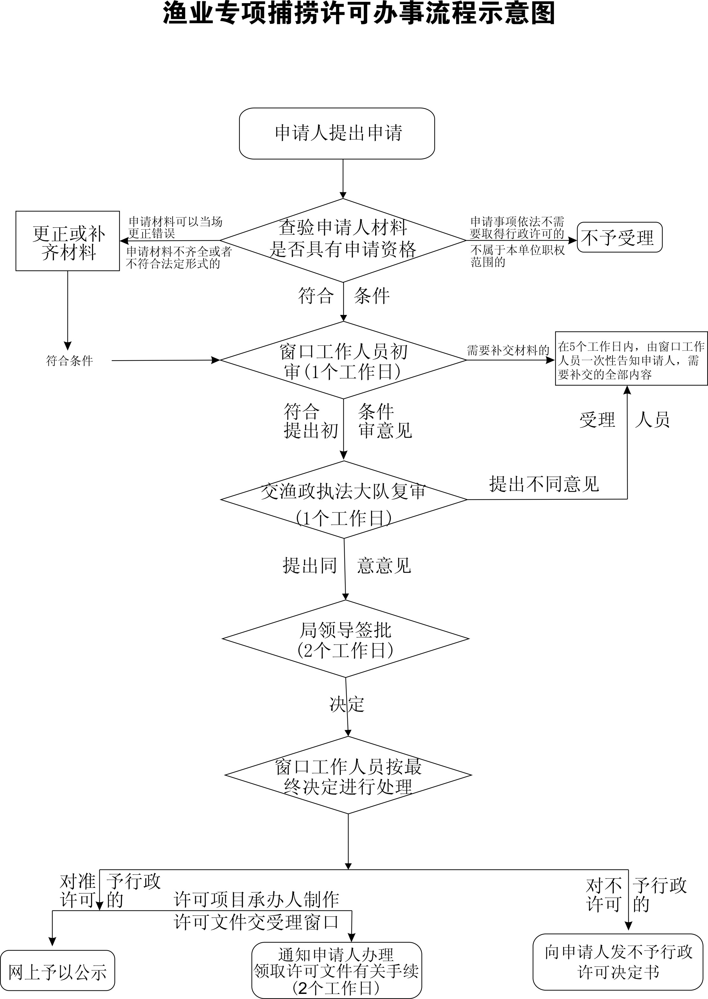 渔业专项捕捞许可办事流程示意图
申请人提出申请
查验申请人材料
是否具有申请资格
申请材料可以当场
更正错误
申请材料不齐全或者
不符合法定形式的
更正或补
齐材料
申请事项依法不需
要取得行政许可的
不属于本单位职权
范围的
不予受理
符合 条件
符合条件
窗口工作人员初
审(1个工作日)
需要补交材料的
在5个工作日内，由窗口工作
人员一次性告知申请人，需
要补交的全部内容
符合 条件
提出初 审意见
受理 人员
交渔政执法大队复审
(1个工作日)
提出不同意见
提出同 意意见
局领导签批
(2个工作日)
决定
窗口工作人员按最
终决定进行处理
对准 予行政
许可 的
许可项目承办人制作
许可文件交受理窗口
对不 予行政
许可 的
网上予以公示
通知申请人办理
领取许可文件有关手续
(2个工作日)
向申请人发不予行政
许可决定书